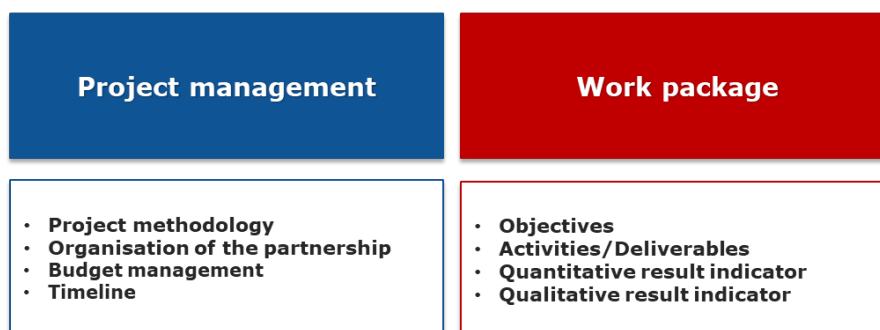 Project management
• Project methodology
• Organisation of the partnership
• Budget management
• Timeline
Work package
• Objectives
• Activities/Deliverables
• Quantitative result indicator
• Qualitative result indicator